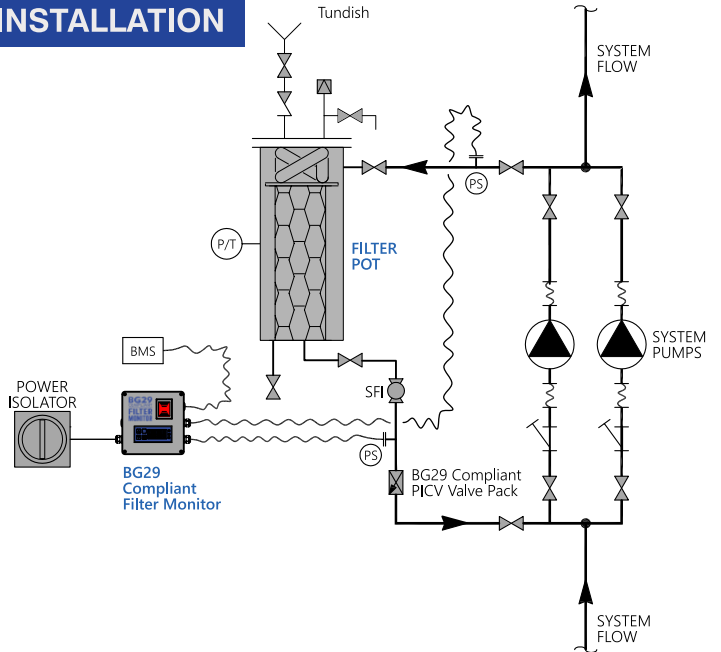 INSTALLATION
Tundish
SYSTEM
FLOW
PS
P/T
FILTER
POT
SYSTEM
PUMPS
BMS
POWER
ISOLATOR
BG29
FILTER
MONITOR
SFI
PS
BG29 Compliant
PICV Valve Pack
BG29
Compliant
Filter Monitor
SYSTEM
FLOW